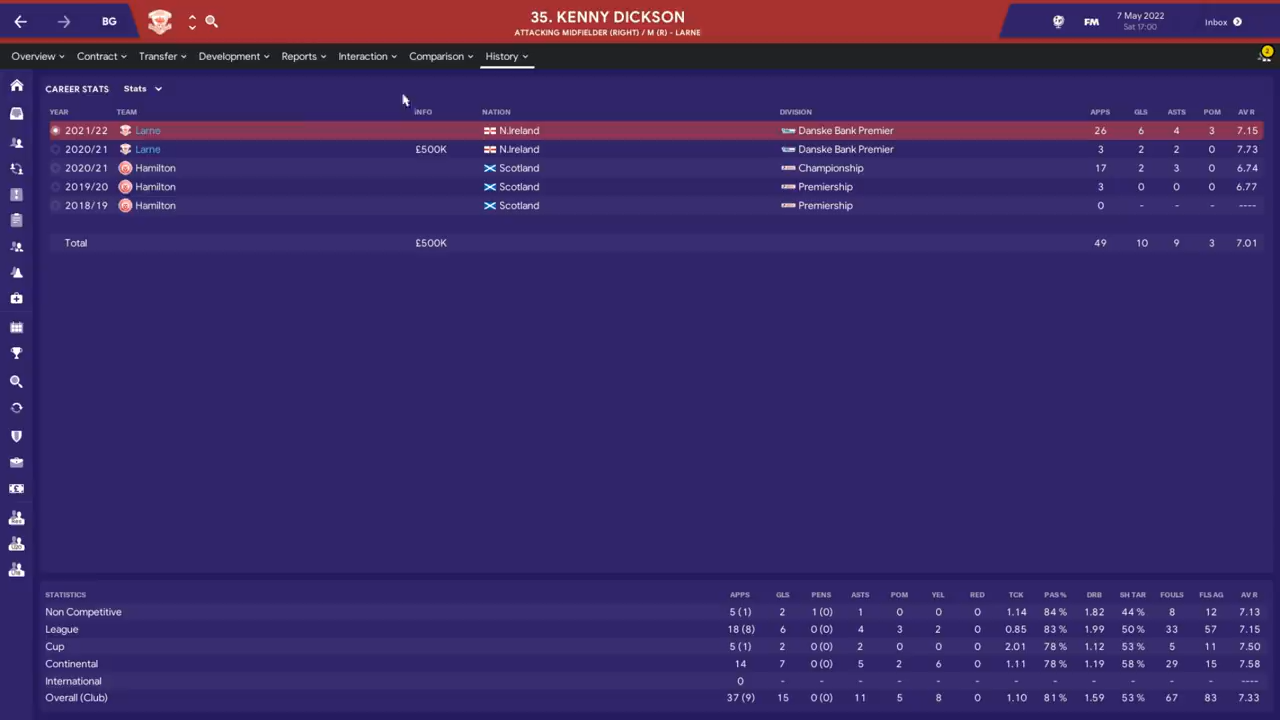 BG
35. KENNY DICKSON
ATTACKING MIDFIELDER (RIGHT) / M (R) - LARNE
FM
7 May 2022
Sat 17:00
Inbox
Overview Contract Transfer Development Reports Interaction Comparison History
2
CAREER STATS Stats
YEAR TEAM INFO NATION DIVISION APPS GLS ASTS POM AV R
2021/22 Larne N.Ireland Danske Bank Premier 26 6 4 3 7.15
2020/21 Larne £500K N.Ireland Danske Bank Premier 3 2 2 0 7.73
2020/21 Hamilton Scotland Championship 17 2 3 0 6.74
2019/20 Hamilton Scotland Premiership 3 0 0 0 6.77
2018/19 Hamilton Scotland Premiership 0 - - - ----
Total £500K 49 10 9 3 7.01
STATISTICS APPS GLS PENS ASTS POM YEL RED TCK PAS % DRB SH TAR FOULS FLS AG AV R
Non Competitive 5 (1) 2 1 (0) 1 0 0 0 1.14 84 % 1.82 44 % 8 12 7.13
League 18 (8) 6 0 (0) 4 3 2 0 0.85 83 % 1.99 50 % 33 57 7.15
Cup 5 (1) 2 0 (0) 2 0 0 0 2.01 78 % 1.12 53 % 5 11 7.50
Continental 14 7 0 (0) 5 2 6 0 1.11 78 % 1.19 58 % 29 15 7.58
International 0 - - - - - - - - - - - - ----
Overall (Club) 37 (9) 15 0 (0) 11 5 8 0 1.10 81 % 1.59 53 % 67 83 7.33